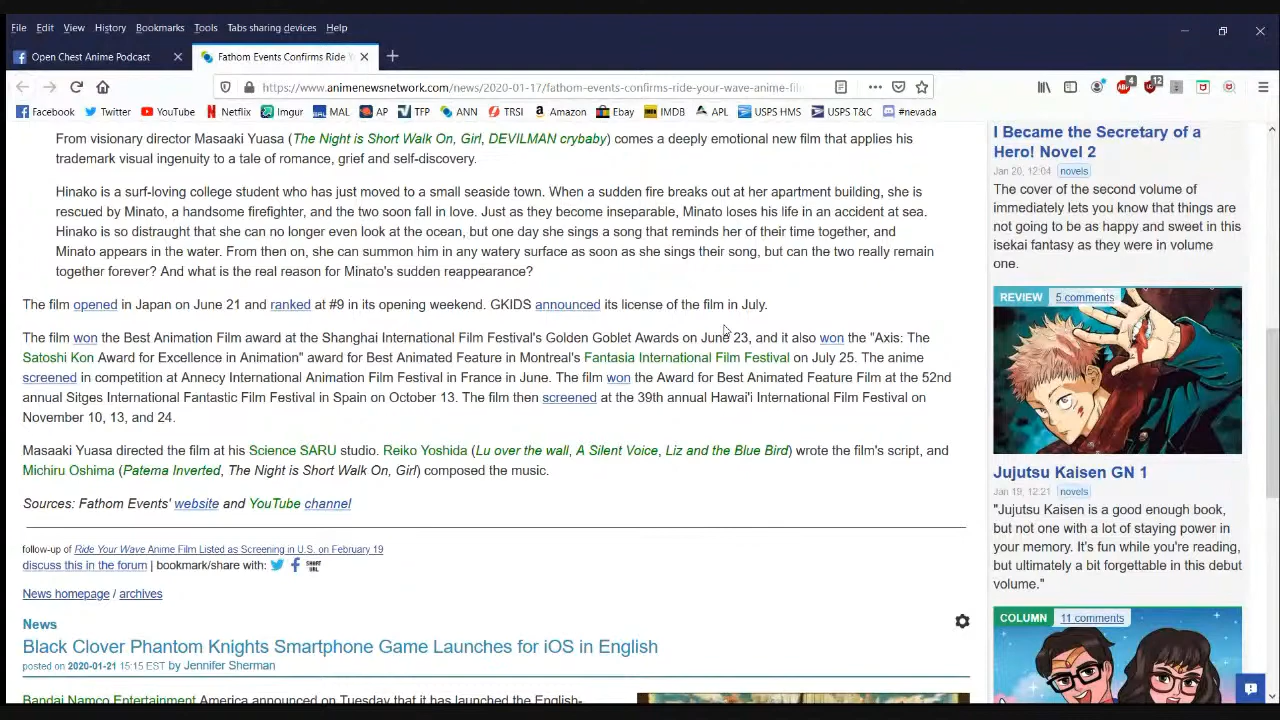 File Edit View History Bookmarks Tools Tabs sharing devices Help
Open Chest Anime Podcast
Fathom Events Confirms Ride Y
https://www.animenewsnetwork.com/news/2020-01-17/fathom-events-confirms-ride-your-wave-anime-fil
Facebook Twitter YouTube Netflix Imgur MAL AP TFP ANN TRSI Amazon Ebay IMDB APL USPS HMS USPS T&C #nevada
4 12
From visionary director Masaaki Yuasa (The Night is Short Walk On, Girl, DEVILMAN crybaby) comes a deeply emotional new film that applies his
trademark visual ingenuity to a tale of romance, grief and self-discovery.
Hinako is a surf-loving college student who has just moved to a small seaside town. When a sudden fire breaks out at her apartment building, she is
rescued by Minato, a handsome firefighter, and the two soon fall in love. Just as they become inseparable, Minato loses his life in an accident at sea.
Hinako is so distraught that she can no longer even look at the ocean, but one day she sings a song that reminds her of their time together, and
Minato appears in the water. From then on, she can summon him in any watery surface as soon as she sings their song, but can the two really remain
together forever? And what is the real reason for Minato's sudden reappearance?
The film opened in Japan on June 21 and ranked at #9 in its opening weekend. GKIDS announced its license of the film in July.
The film won the Best Animation Film award at the Shanghai International Film Festival's Golden Goblet Awards on June 23, and it also won the "Axis: The
Satoshi Kon Award for Excellence in Animation" award for Best Animated Feature in Montreal's Fantasia International Film Festival on July 25. The anime
screened in competition at Annecy International Animation Film Festival in France in June. The film won the Award for Best Animated Feature Film at the 52nd
annual Sitges International Fantastic Film Festival in Spain on October 13. The film then screened at the 39th annual Hawai'i International Film Festival on
November 10, 13, and 24.
Masaaki Yuasa directed the film at his Science SARU studio. Reiko Yoshida (Lu over the wall, A Silent Voice, Liz and the Blue Bird) wrote the film's script, and
Michiru Oshima (Patema Inverted, The Night is Short Walk On, Girl) composed the music.
Sources: Fathom Events' website and YouTube channel
follow-up of Ride Your Wave Anime Film Listed as Screening in U.S. on February 19
discuss this in the forum | bookmark/share with: SHORT URL
News homepage / archives
News
Black Clover Phantom Knights Smartphone Game Launches for iOS in English
posted on 2020-01-21 15:15 EST by Jennifer Sherman
Bandai Namco Entertainment America announced on Tuesday that it has launched the English-
I Became the Secretary of a
Hero! Novel 2
Jan 20, 12:04 novels
The cover of the second volume of
immediately lets you know that things are
not going to be as happy and sweet in this
isekai fantasy as they were in volume
one.
REVIEW 5 comments
Jujutsu Kaisen GN 1
Jan 19, 12:21 novels
"Jujutsu Kaisen is a good enough book,
but not one with a lot of staying power in
your memory. It's fun while you're reading,
but ultimately a bit forgettable in this debut
volume."
COLUMN 11 comments